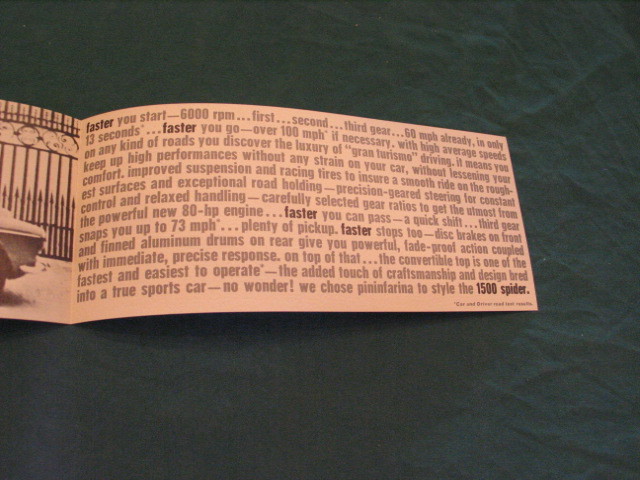 faster you start—6000 rpm...first...second...third gear...60 mph already, in only
13 seconds*...faster you go—over 100 mph* if necessary. with high average speeds
on any kind of roads you discover the luxury of "gran turismo" driving. it means you
keep up high performances without any strain on your car, without lessening your
comfort. improved suspension and racing tires to insure a smooth ride on the rough-
est surfaces and exceptional road holding—precision-geared steering for constant
control and relaxed handling—carefully selected gear ratios to get the utmost from
the powerful new 80-hp engine...faster you can pass—a quick shift...third gear
snaps you up to 73 mph*...plenty of pickup. faster stops too—disc brakes on front
and finned aluminum drums on rear give you powerful, fade-proof action coupled
with immediate, precise response. on top of that...the convertible top is one of the
fastest and easiest to operate*—the added touch of craftsmanship and design bred
into a true sports car—no wonder! we chose pininfarina to style the 1500 spider.
*Car and Driver road test results.